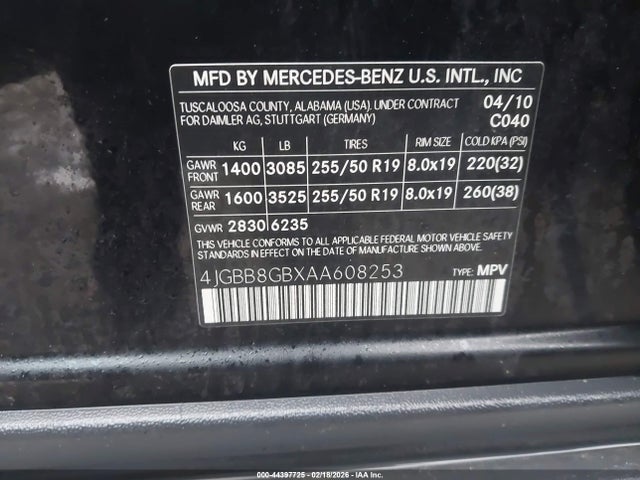 MFD BY MERCEDES-BENZ U.S. INTL., INC
TUSCALOOSA COUNTY, ALABAMA (USA). UNDER CONTRACT 04/10
FOR DAIMLER AG, STUTTGART (GERMANY) C040
KG LB TIRES RIM SIZE COLD KPA (PSI)
GAWR FRONT 1400 3085 255/50 R19 8.0x19 220(32)
GAWR REAR 1600 3525 255/50 R19 8.0x19 260(38)
GVWR 2830 6235
THIS VEHICLE CONFORMS TO ALL APPLICABLE FEDERAL MOTOR VEHICLE SAFETY
STANDARDS IN EFFECT ON THE DATE OF MANUFACTURE SHOWN ABOVE.
4JGBB8GBXAA608253 TYPE: MPV
000-44397725 - 02/18/2026 - IAA Inc.